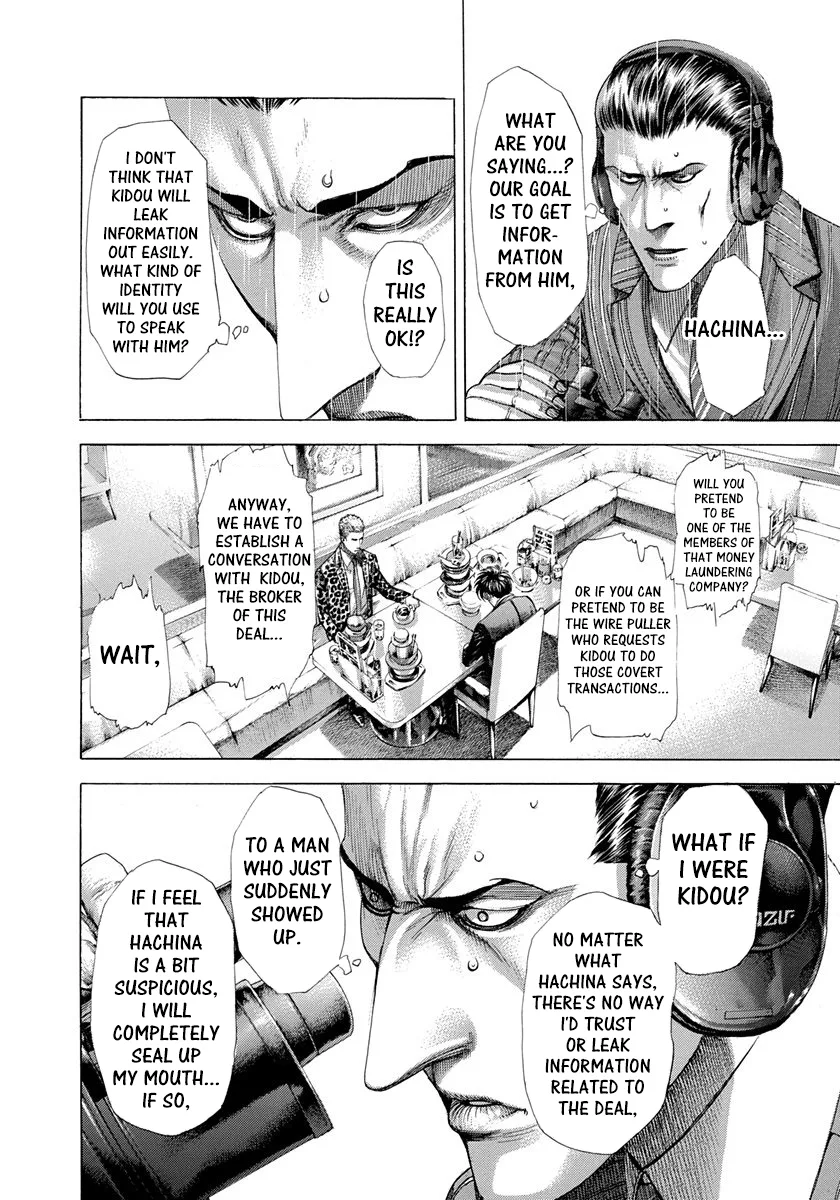 WHAT
ARE YOU
SAYING...?
OUR GOAL
IS TO GET
INFOR-
MATION
FROM HIM,
HACHINA...
IS
THIS
REALLY
OK!?
I DON'T
THINK THAT
KIDOU WILL
LEAK
INFORMATION
OUT EASILY.
WHAT KIND OF
IDENTITY
WILL YOU USE
TO SPEAK
WITH HIM?
WILL YOU
PRETEND
TO BE
ONE OF THE
MEMBERS OF
THAT MONEY
LAUNDERING
COMPANY?
OR IF YOU CAN
PRETEND TO BE
THE WIRE PULLER
WHO REQUESTS
KIDOU TO DO
THOSE COVERT
TRANSACTIONS...
ANYWAY,
WE HAVE TO
ESTABLISH A
CONVERSATION
WITH KIDOU,
THE BROKER
OF THIS
DEAL...
WAIT,
WHAT IF
I WERE
KIDOU?
NO MATTER
WHAT
HACHINA SAYS,
THERE'S NO WAY
I'D TRUST
OR LEAK
INFORMATION
RELATED TO
THE DEAL,
TO A MAN
WHO JUST
SUDDENLY
SHOWED
UP.
IF I FEEL
THAT
HACHINA
IS A BIT
SUSPICIOUS,
I WILL
COMPLETELY
SEAL UP
MY MOUTH...
IF SO,